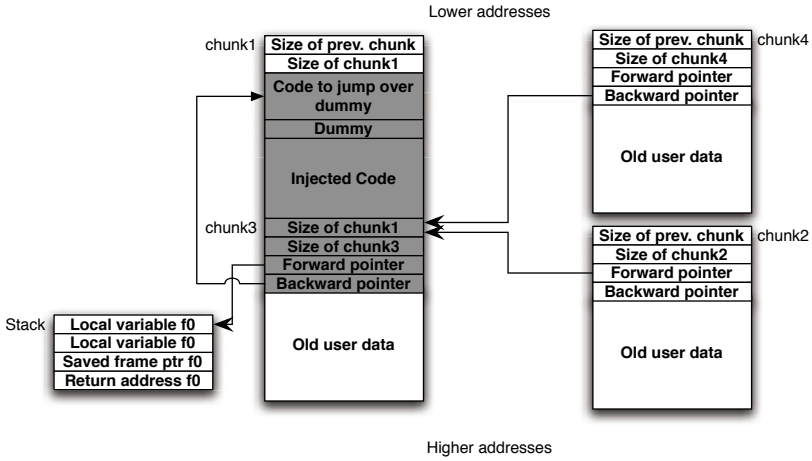 Lower addresses
chunk1
Size of prev. chunk
Size of chunk1
Code to jump over
dummy
Dummy
Injected Code
chunk3
Size of chunk1
Size of chunk3
Forward pointer
Backward pointer
Old user data
Stack
Local variable f0
Local variable f0
Saved frame ptr f0
Return address f0
Size of prev. chunk
chunk4
Size of chunk4
Forward pointer
Backward pointer
Old user data
Size of prev. chunk
chunk2
Size of chunk2
Forward pointer
Backward pointer
Old user data
Higher addresses